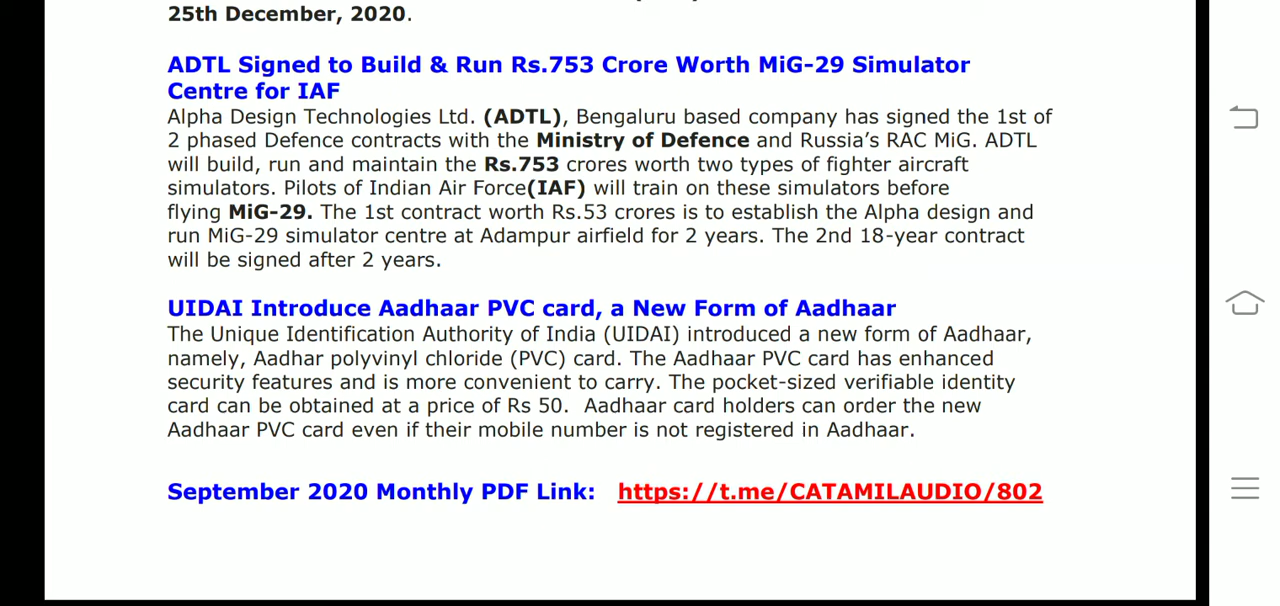 25th December, 2020.
ADTL Signed to Build & Run Rs.753 Crore Worth MiG-29 Simulator
Centre for IAF
Alpha Design Technologies Ltd. (ADTL), Bengaluru based company has signed the 1st of
2 phased Defence contracts with the Ministry of Defence and Russia's RAC MiG. ADTL
will build, run and maintain the Rs.753 crores worth two types of fighter aircraft
simulators. Pilots of Indian Air Force(IAF) will train on these simulators before
flying MiG-29. The 1st contract worth Rs.53 crores is to establish the Alpha design and
run MiG-29 simulator centre at Adampur airfield for 2 years. The 2nd 18-year contract
will be signed after 2 years.
UIDAI Introduce Aadhaar PVC card, a New Form of Aadhaar
The Unique Identification Authority of India (UIDAI) introduced a new form of Aadhaar,
namely, Aadhar polyvinyl chloride (PVC) card. The Aadhaar PVC card has enhanced
security features and is more convenient to carry. The pocket-sized verifiable identity
card can be obtained at a price of Rs 50. Aadhaar card holders can order the new
Aadhaar PVC card even if their mobile number is not registered in Aadhaar.
September 2020 Monthly PDF Link: https://t.me/CATAMILAUDIO/802